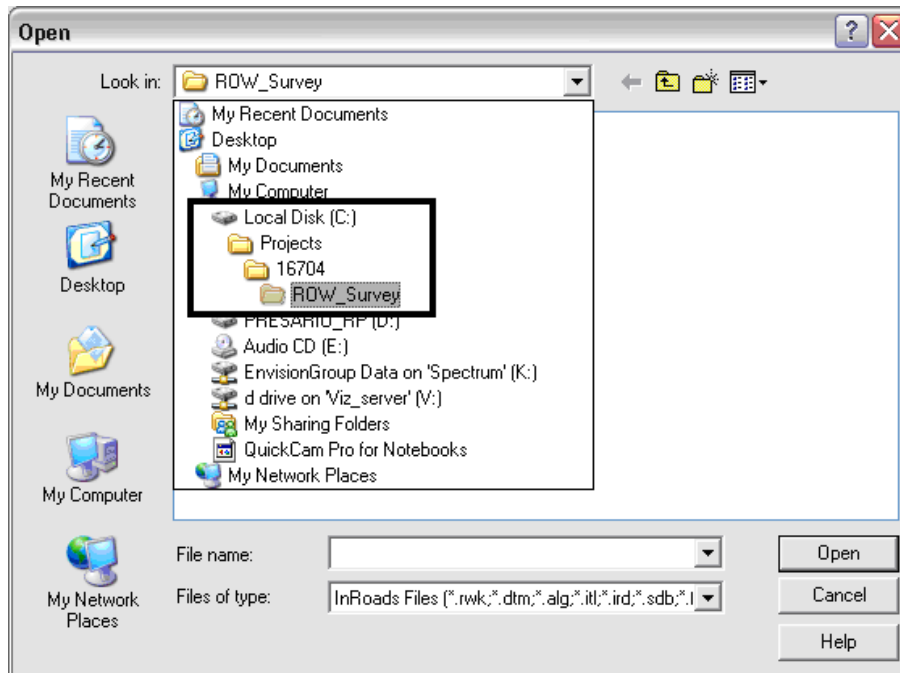 Open
Look in: ROW_Survey
My Recent Documents
Desktop
My Documents
My Computer
Local Disk (C:)
Projects
16704
ROW_Survey
PRESARIO_RP (D:)
Audio CD (E:)
EnvisionGroup Data on 'Spectrum' (K:)
d drive on 'Viz_server' (V:)
My Sharing Folders
QuickCam Pro for Notebooks
My Network Places
My Recent
Documents
Desktop
My Documents
My Computer
My Network
Places
File name:
Open
Files of type: InRoads Files (*.rwk;*.dtm;*.alg;*.itl;*.ird;*.sdb;*.
Cancel
Help